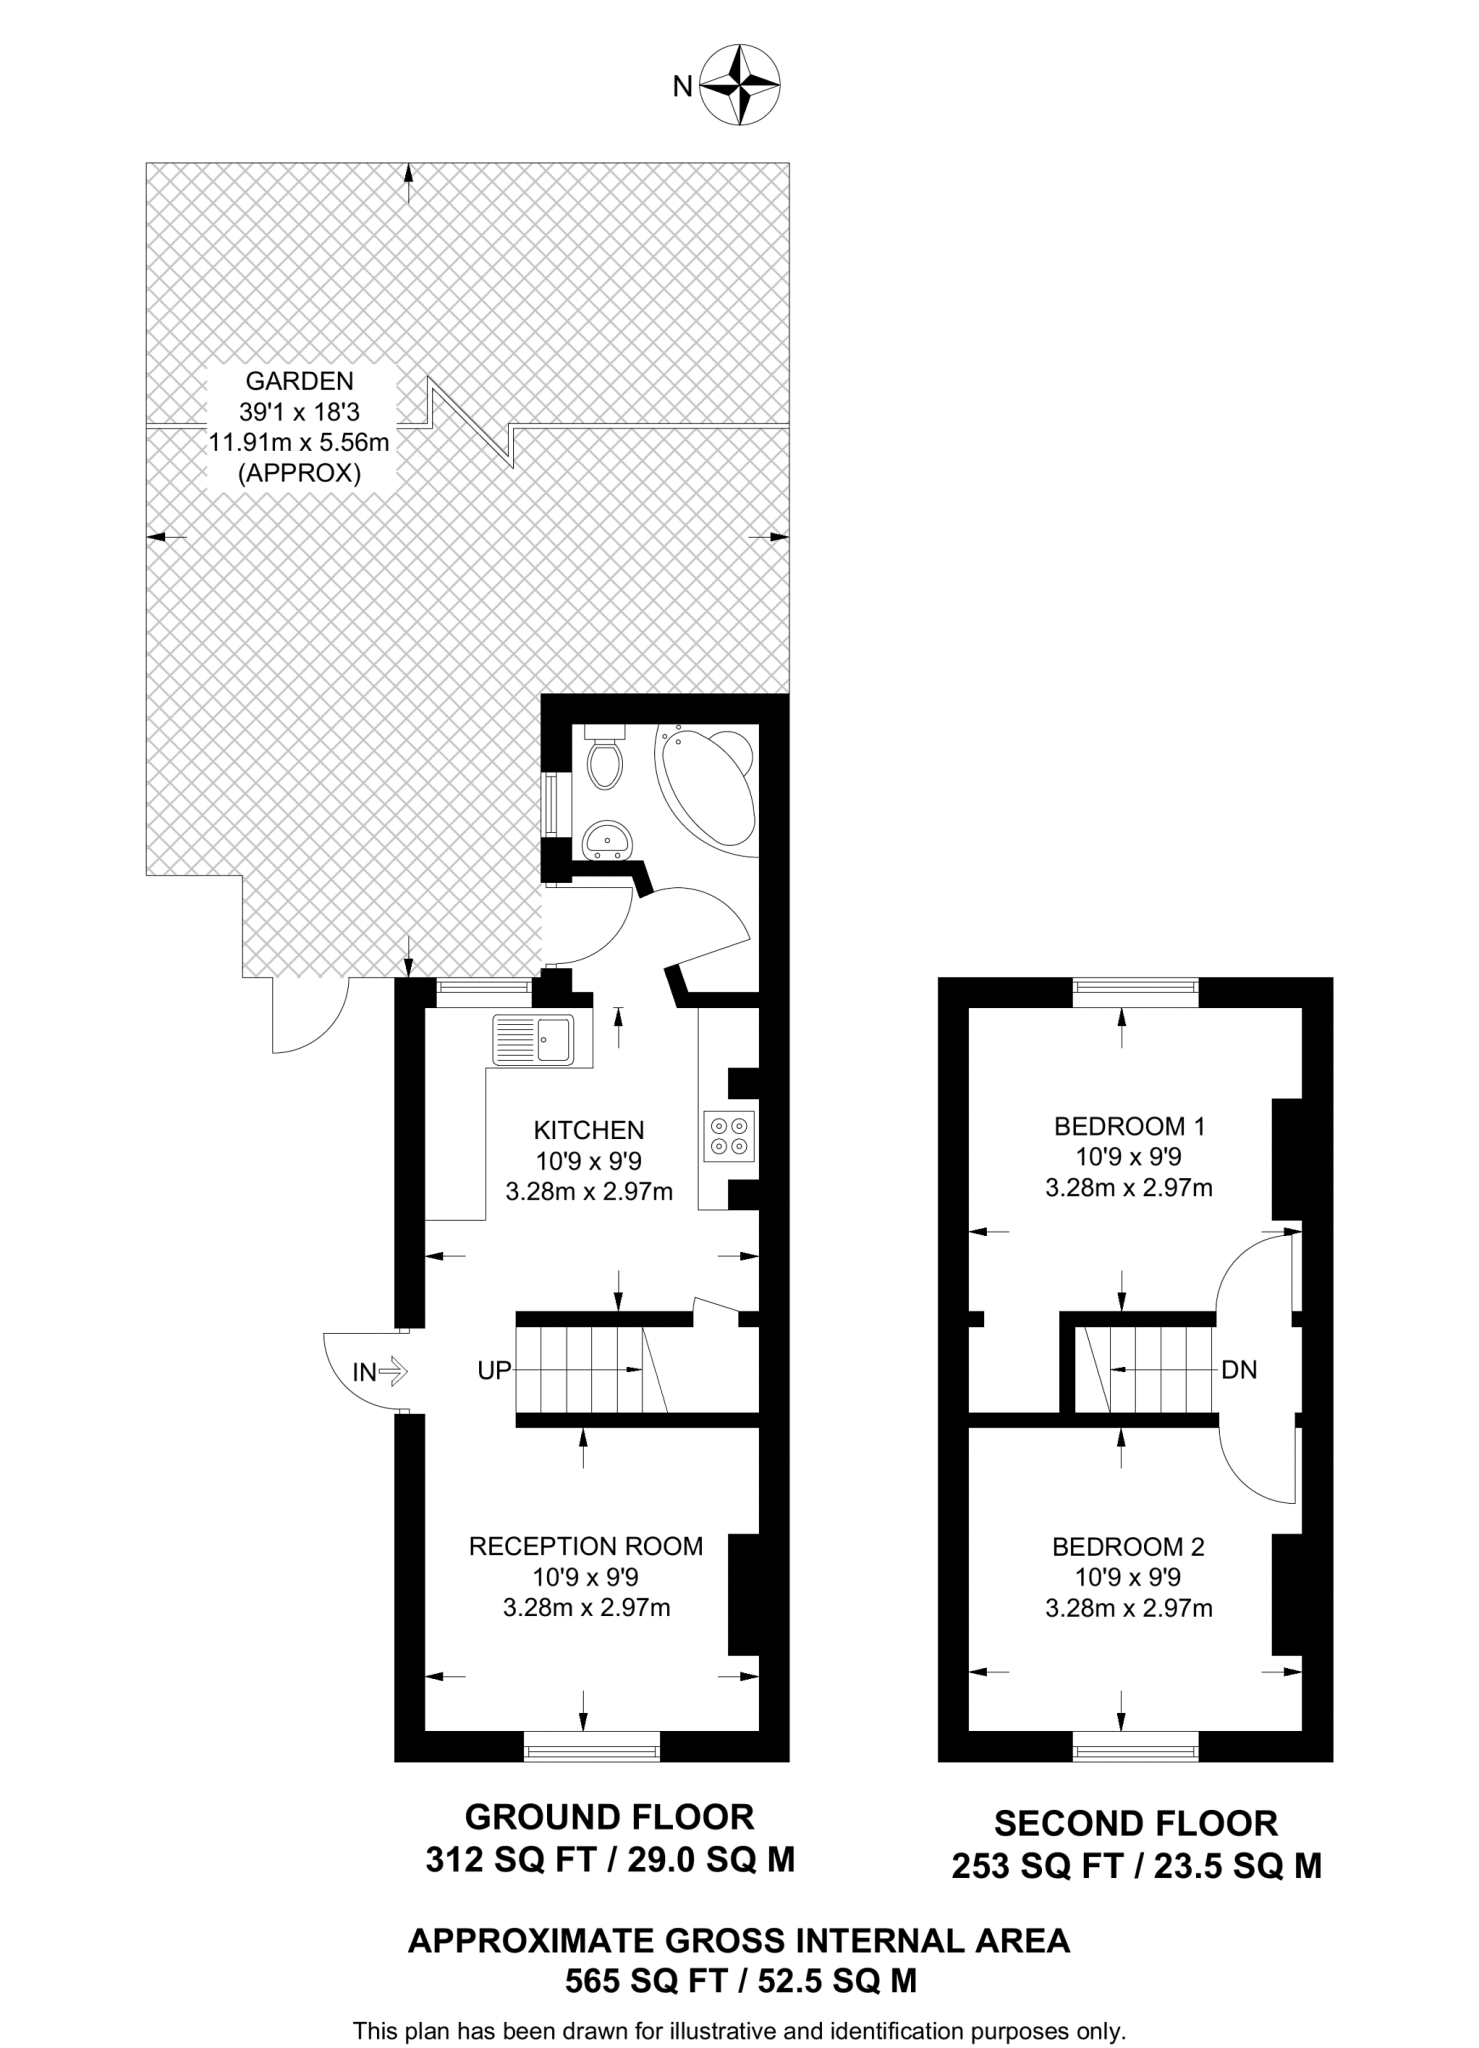 N
GARDEN
39'1 x 18'3
11.91m x 5.56m
(APPROX)
KITCHEN
10'9 x 9'9
3.28m x 2.97m
IN
UP
RECEPTION ROOM
10'9 x 9'9
3.28m x 2.97m
BEDROOM 1
10'9 x 9'9
3.28m x 2.97m
DN
BEDROOM 2
10'9 x 9'9
3.28m x 2.97m
GROUND FLOOR
312 SQ FT / 29.0 SQ M
SECOND FLOOR
253 SQ FT / 23.5 SQ M
APPROXIMATE GROSS INTERNAL AREA
565 SQ FT / 52.5 SQ M
This plan has been drawn for illustrative and identification purposes only.